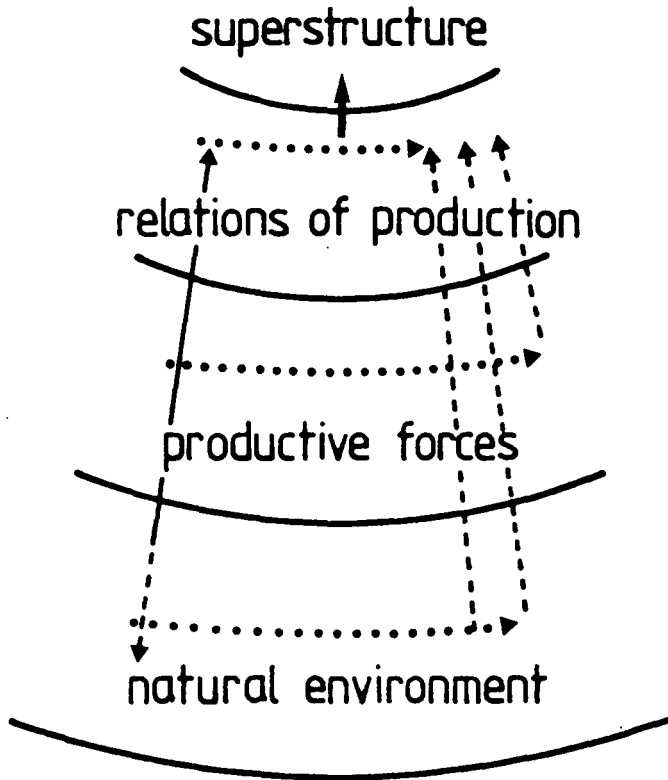 superstructure
relations of production
productive forces
natural environment